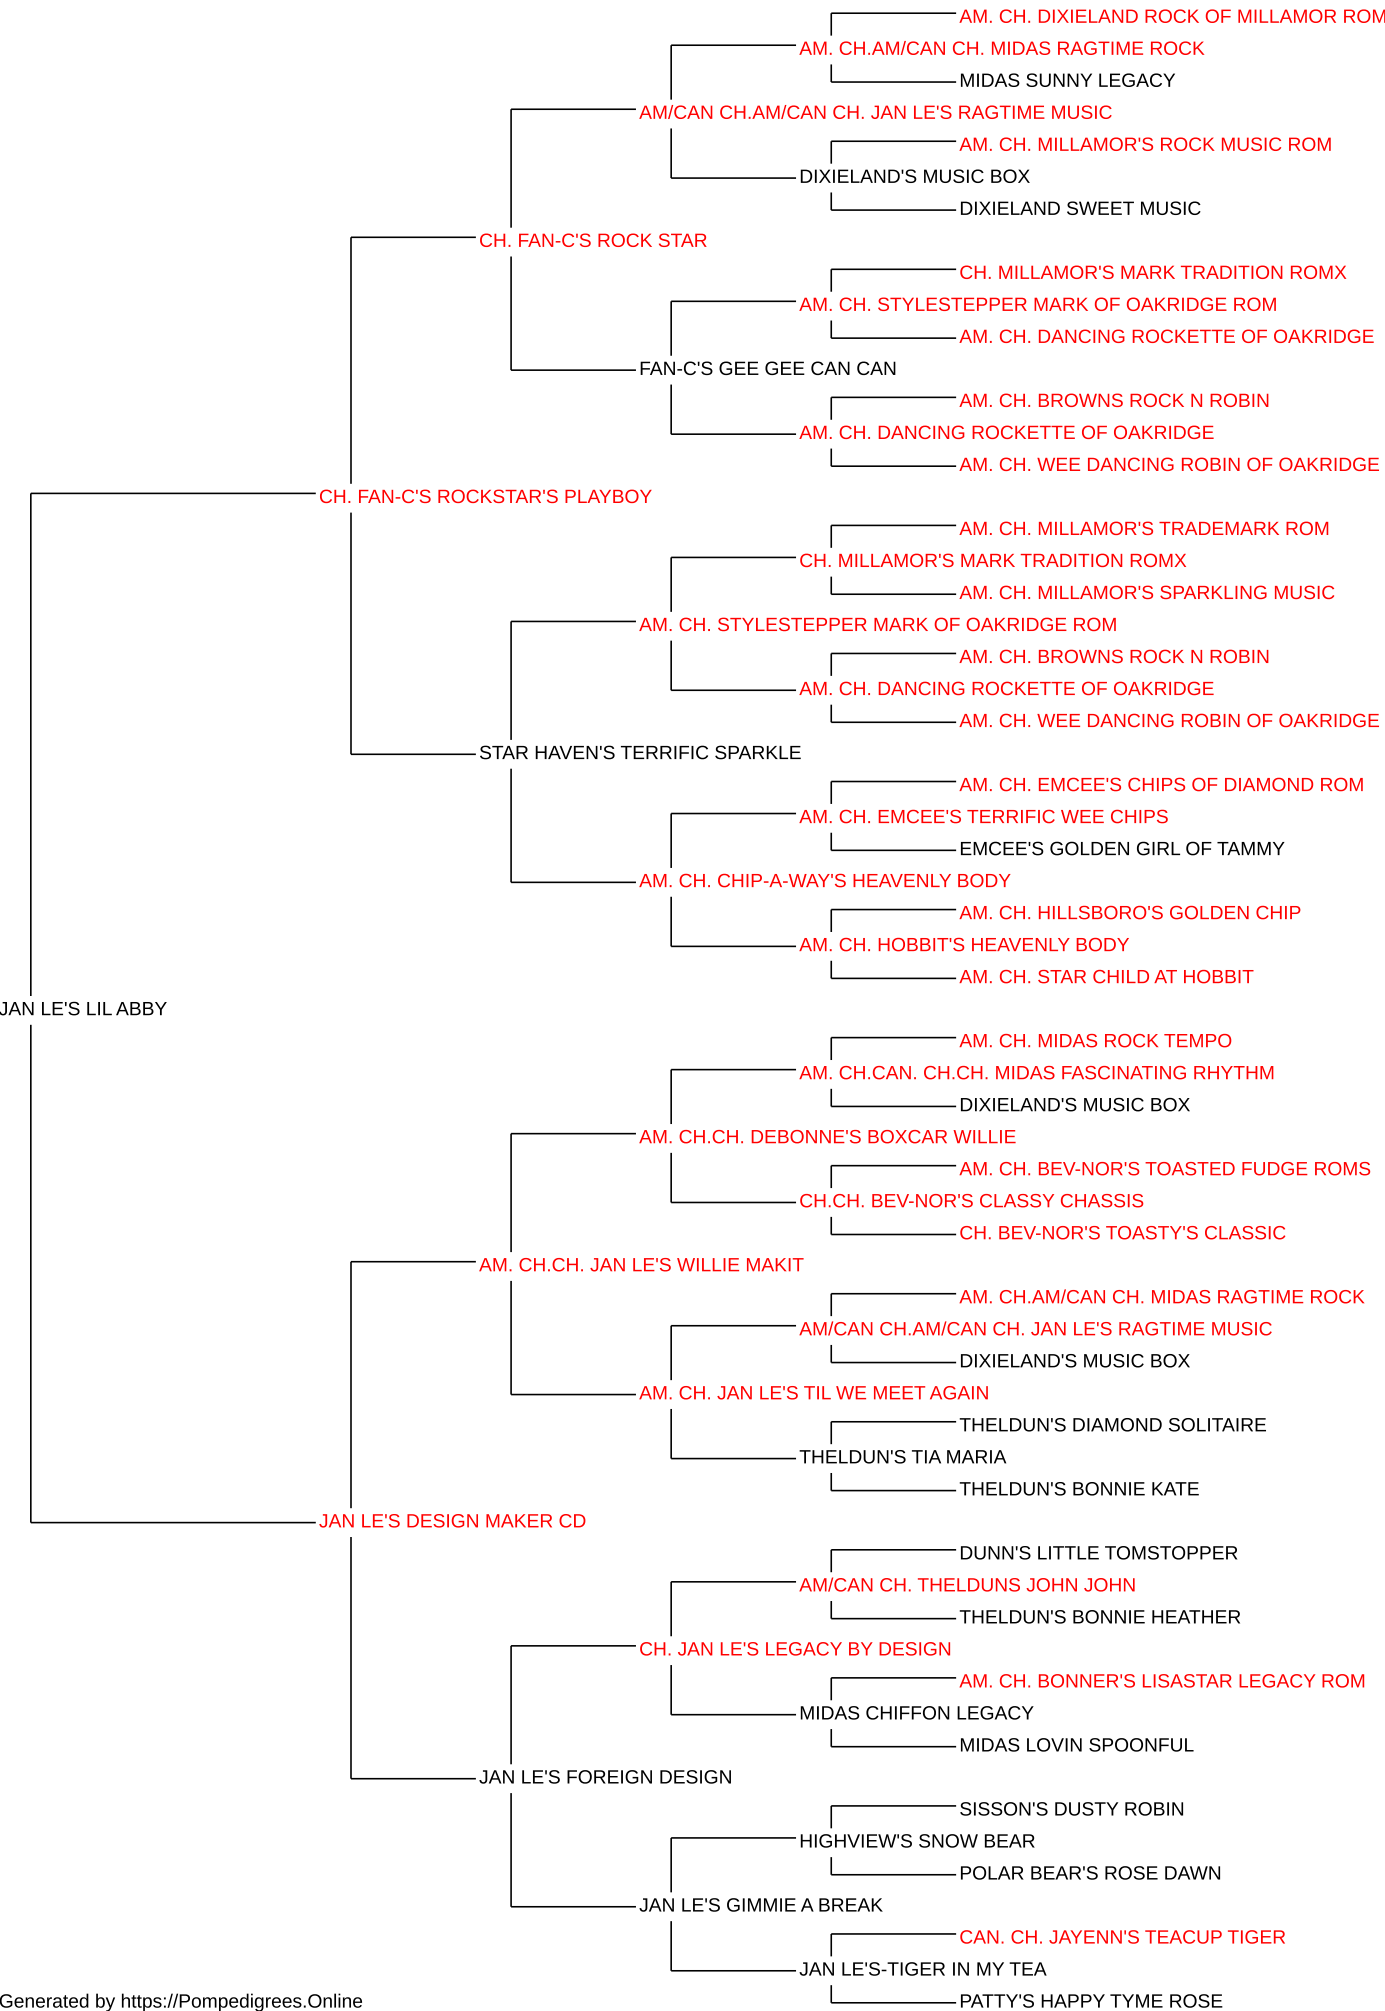 AM. CH. DIXIELAND ROCK OF MILLAMOR ROM
AM. CH.AM/CAN CH. MIDAS RAGTIME ROCK
MIDAS SUNNY LEGACY
AM/CAN CH.AM/CAN CH. JAN LE'S RAGTIME MUSIC
AM. CH. MILLAMOR'S ROCK MUSIC ROM
DIXIELAND'S MUSIC BOX
DIXIELAND SWEET MUSIC
CH. FAN-C'S ROCK STAR
CH. MILLAMOR'S MARK TRADITION ROMX
AM. CH. STYLESTEPPER MARK OF OAKRIDGE ROM
AM. CH. DANCING ROCKETTE OF OAKRIDGE
FAN-C'S GEE GEE CAN CAN
AM. CH. BROWNS ROCK N ROBIN
AM. CH. DANCING ROCKETTE OF OAKRIDGE
AM. CH. WEE DANCING ROBIN OF OAKRIDGE
CH. FAN-C'S ROCKSTAR'S PLAYBOY
AM. CH. MILLAMOR'S TRADEMARK ROM
CH. MILLAMOR'S MARK TRADITION ROMX
AM. CH. MILLAMOR'S SPARKLING MUSIC
AM. CH. STYLESTEPPER MARK OF OAKRIDGE ROM
AM. CH. BROWNS ROCK N ROBIN
AM. CH. DANCING ROCKETTE OF OAKRIDGE
AM. CH. WEE DANCING ROBIN OF OAKRIDGE
STAR HAVEN'S TERRIFIC SPARKLE
AM. CH. EMCEE'S CHIPS OF DIAMOND ROM
AM. CH. EMCEE'S TERRIFIC WEE CHIPS
EMCEE'S GOLDEN GIRL OF TAMMY
AM. CH. CHIP-A-WAY'S HEAVENLY BODY
AM. CH. HILLSBORO'S GOLDEN CHIP
AM. CH. HOBBIT'S HEAVENLY BODY
AM. CH. STAR CHILD AT HOBBIT
JAN LE'S LIL ABBY
AM. CH. MIDAS ROCK TEMPO
AM. CH.CAN. CH.CH. MIDAS FASCINATING RHYTHM
DIXIELAND'S MUSIC BOX
AM. CH.CH. DEBONNE'S BOXCAR WILLIE
AM. CH. BEV-NOR'S TOASTED FUDGE ROMS
CH.CH. BEV-NOR'S CLASSY CHASSIS
CH. BEV-NOR'S TOASTY'S CLASSIC
AM. CH.CH. JAN LE'S WILLIE MAKIT
AM. CH.AM/CAN CH. MIDAS RAGTIME ROCK
AM/CAN CH.AM/CAN CH. JAN LE'S RAGTIME MUSIC
DIXIELAND'S MUSIC BOX
AM. CH. JAN LE'S TIL WE MEET AGAIN
THELDUN'S DIAMOND SOLITAIRE
THELDUN'S TIA MARIA
THELDUN'S BONNIE KATE
JAN LE'S DESIGN MAKER CD
DUNN'S LITTLE TOMSTOPPER
AM/CAN CH. THELDUNS JOHN JOHN
THELDUN'S BONNIE HEATHER
CH. JAN LE'S LEGACY BY DESIGN
AM. CH. BONNER'S LISASTAR LEGACY ROM
MIDAS CHIFFON LEGACY
MIDAS LOVIN SPOONFUL
JAN LE'S FOREIGN DESIGN
SISSON'S DUSTY ROBIN
HIGHVIEW'S SNOW BEAR
POLAR BEAR'S ROSE DAWN
JAN LE'S GIMMIE A BREAK
CAN. CH. JAYENN'S TEACUP TIGER
JAN LE'S-TIGER IN MY TEA
PATTY'S HAPPY TYME ROSE
Generated by https://Pompedigrees.Online